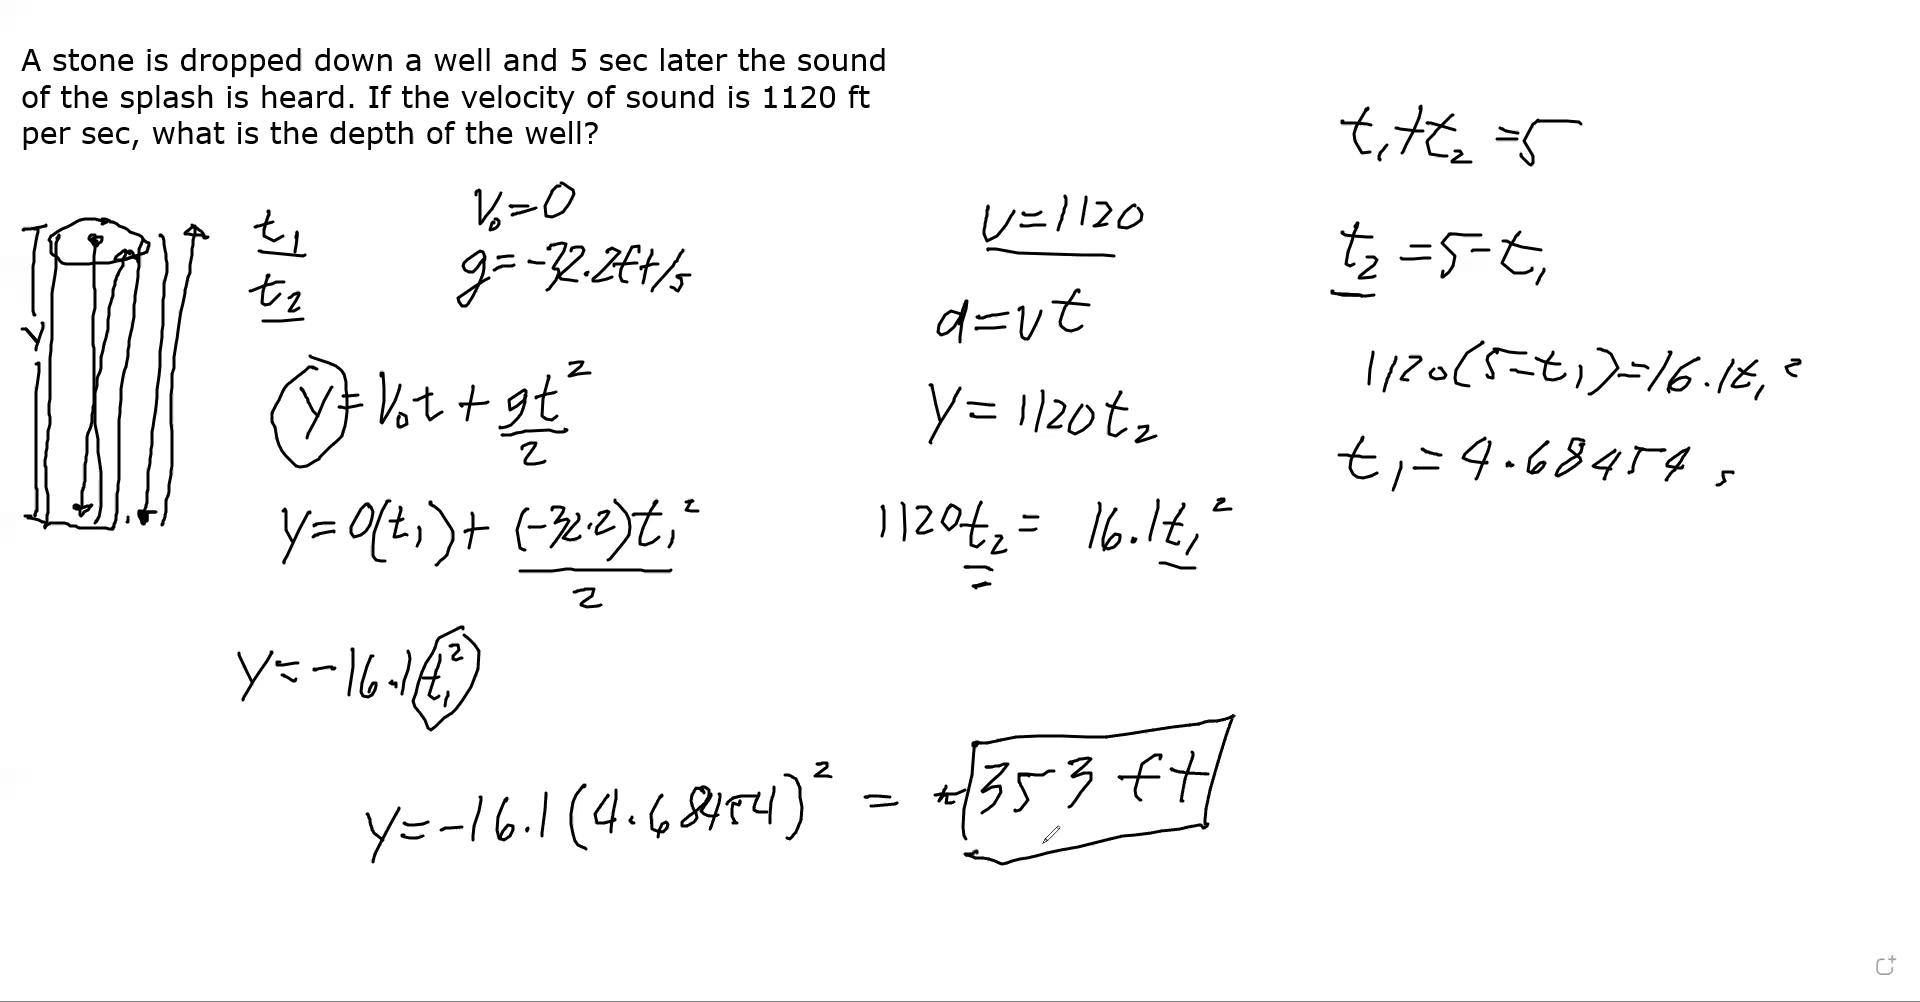 A stone is dropped down a well and 5 sec later the sound
of the splash is heard. If the velocity of sound is 1120 ft
per sec, what is the depth of the well?
t₁
t₂
y
V₀=0
g=-32.2ft/s
y=V₀t+gt²/2
y=0(t₁)+(-32.2)t₁²/2
y=-16.1t₁²
v=1120
d=vt
y=1120t₂
1120t₂=16.1t₁²
t₁+t₂=5
t₂=5-t₁
1120(5-t₁)=16.1t₁²
t₁=4.68454 s
y=-16.1(4.68454)²=-353 ft